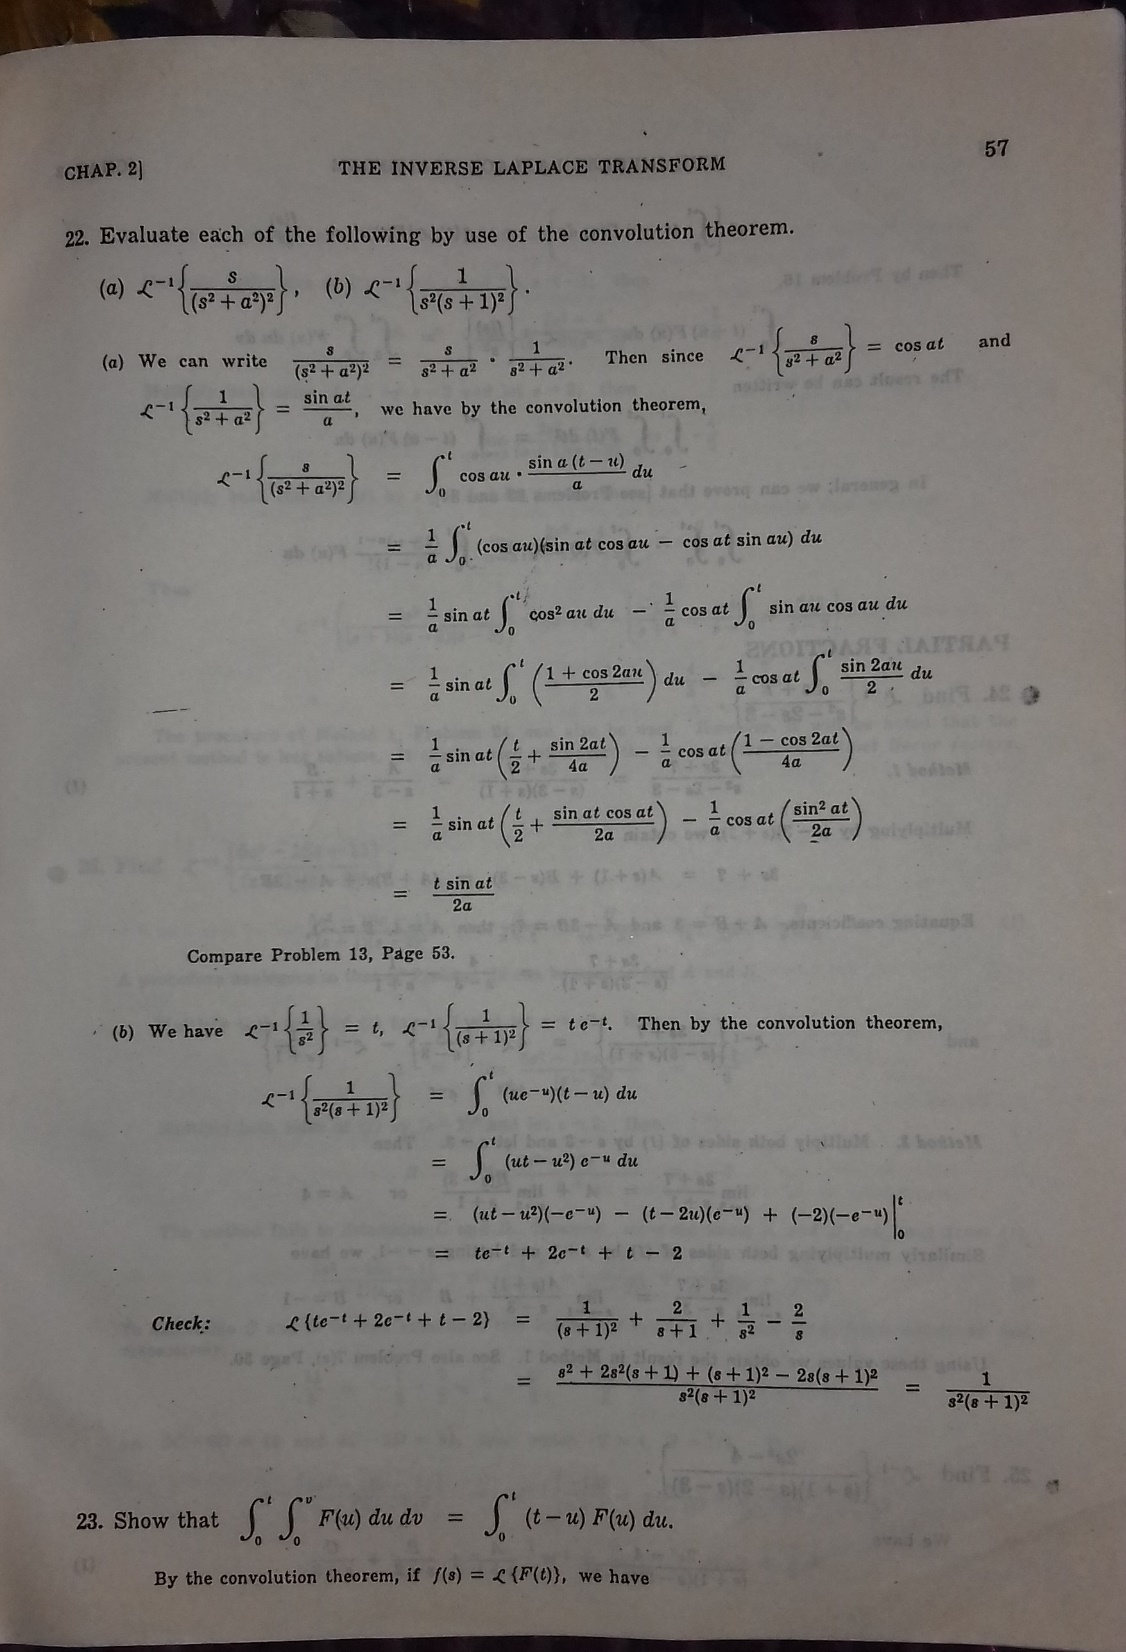 CHAP. 2] THE INVERSE LAPLACE TRANSFORM 57
22. Evaluate each of the following by use of the convolution theorem.
(a) ℒ⁻¹{s/(s² + a²)²}, (b) ℒ⁻¹{1/(s²(s + 1)²)}.
(a) We can write s/(s² + a²)² = s/(s² + a²) · 1/(s² + a²). Then since ℒ⁻¹{s/(s² + a²)} = cos at and
ℒ⁻¹{1/(s² + a²)} = (sin at)/a, we have by the convolution theorem,
ℒ⁻¹{s/(s² + a²)²} = ∫₀ᵗ cos au · (sin a(t − u))/a du
= 1/a ∫₀ᵗ (cos au)(sin at cos au − cos at sin au) du
= 1/a sin at ∫₀ᵗ cos² au du − 1/a cos at ∫₀ᵗ sin au cos au du
= 1/a sin at ∫₀ᵗ ((1 + cos 2au)/2) du − 1/a cos at ∫₀ᵗ (sin 2au)/2 du
= 1/a sin at (t/2 + (sin 2at)/4a) − 1/a cos at ((1 − cos 2at)/4a)
= 1/a sin at (t/2 + (sin at cos at)/2a) − 1/a cos at ((sin² at)/2a)
= (t sin at)/2a
Compare Problem 13, Page 53.
(b) We have ℒ⁻¹{1/s²} = t, ℒ⁻¹{1/(s + 1)²} = te⁻ᵗ. Then by the convolution theorem,
ℒ⁻¹{1/(s²(s + 1)²)} = ∫₀ᵗ (ue⁻ᵘ)(t − u) du
= ∫₀ᵗ (ut − u²) e⁻ᵘ du
= (ut − u²)(−e⁻ᵘ) − (t − 2u)(e⁻ᵘ) + (−2)(−e⁻ᵘ)|₀ᵗ
= te⁻ᵗ + 2e⁻ᵗ + t − 2
Check: ℒ{te⁻ᵗ + 2e⁻ᵗ + t − 2} = 1/(s + 1)² + 2/(s + 1) + 1/s² − 2/s
= (s² + 2s²(s + 1) + (s + 1)² − 2s(s + 1)²)/(s²(s + 1)²) = 1/(s²(s + 1)²)
23. Show that ∫₀ᵗ ∫₀ᵛ F(u) du dv = ∫₀ᵗ (t − u) F(u) du.
By the convolution theorem, if f(s) = ℒ{F(t)}, we have